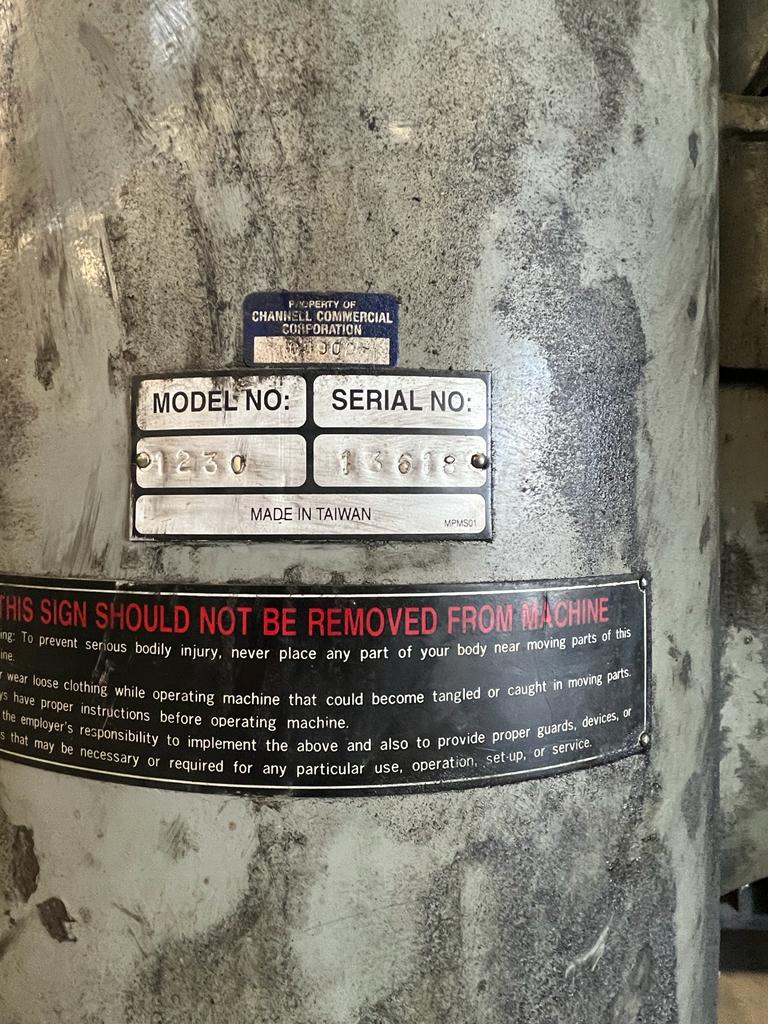 PROPERTY OF
CHANNELL COMMERCIAL
CORPORATION
MODEL NO: SERIAL NO:
1230 13618
MADE IN TAIWAN
MPMS01
THIS SIGN SHOULD NOT BE REMOVED FROM MACHINE
ing: To prevent serious bodily injury, never place any part of your body near moving parts of this
ine.
r wear loose clothing while operating machine that could become tangled or caught in moving parts.
ys have proper instructions before operating machine.
the employer's responsibility to implement the above and also to provide proper guards, devices, or
s that may be necessary or required for any particular use, operation, set-up, or service.